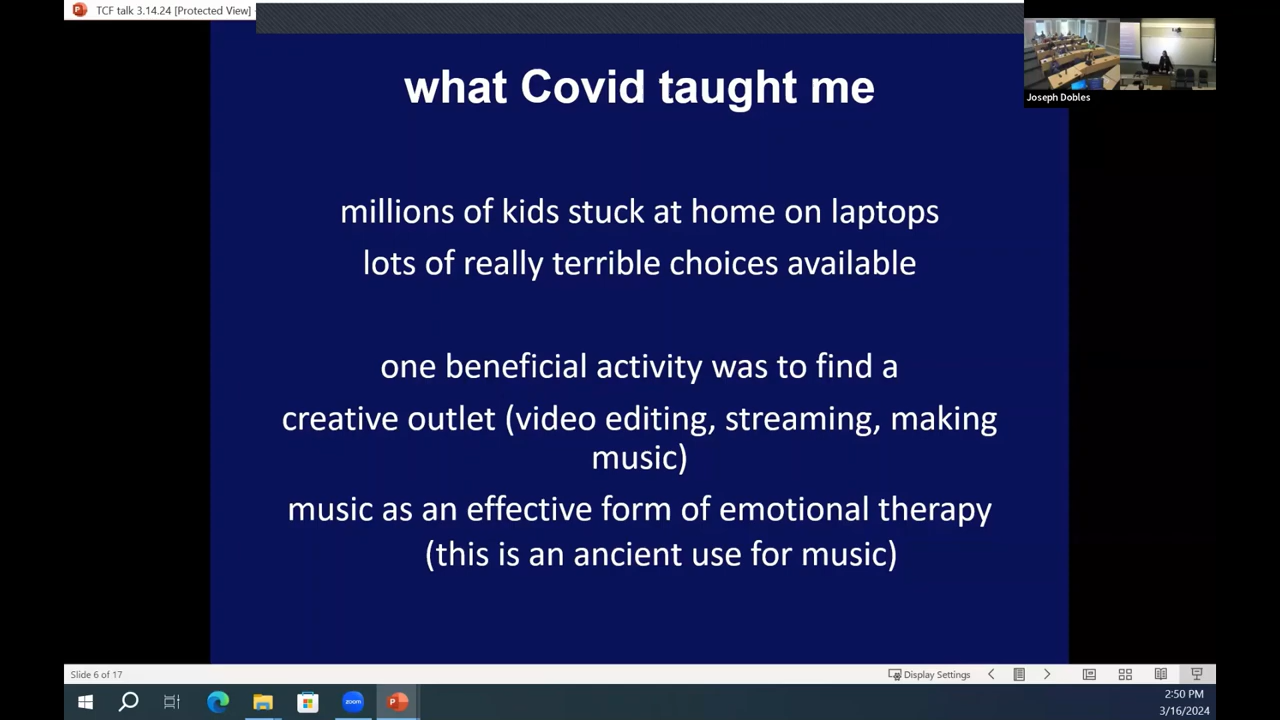 TCF talk 3.14.24 [Protected View] -
Joseph Dobles
what Covid taught me
millions of kids stuck at home on laptops
lots of really terrible choices available
one beneficial activity was to find a
creative outlet (video editing, streaming, making
music)
music as an effective form of emotional therapy
(this is an ancient use for music)
Slide 6 of 17
Display Settings
zoom
2:50 PM
3/16/2024